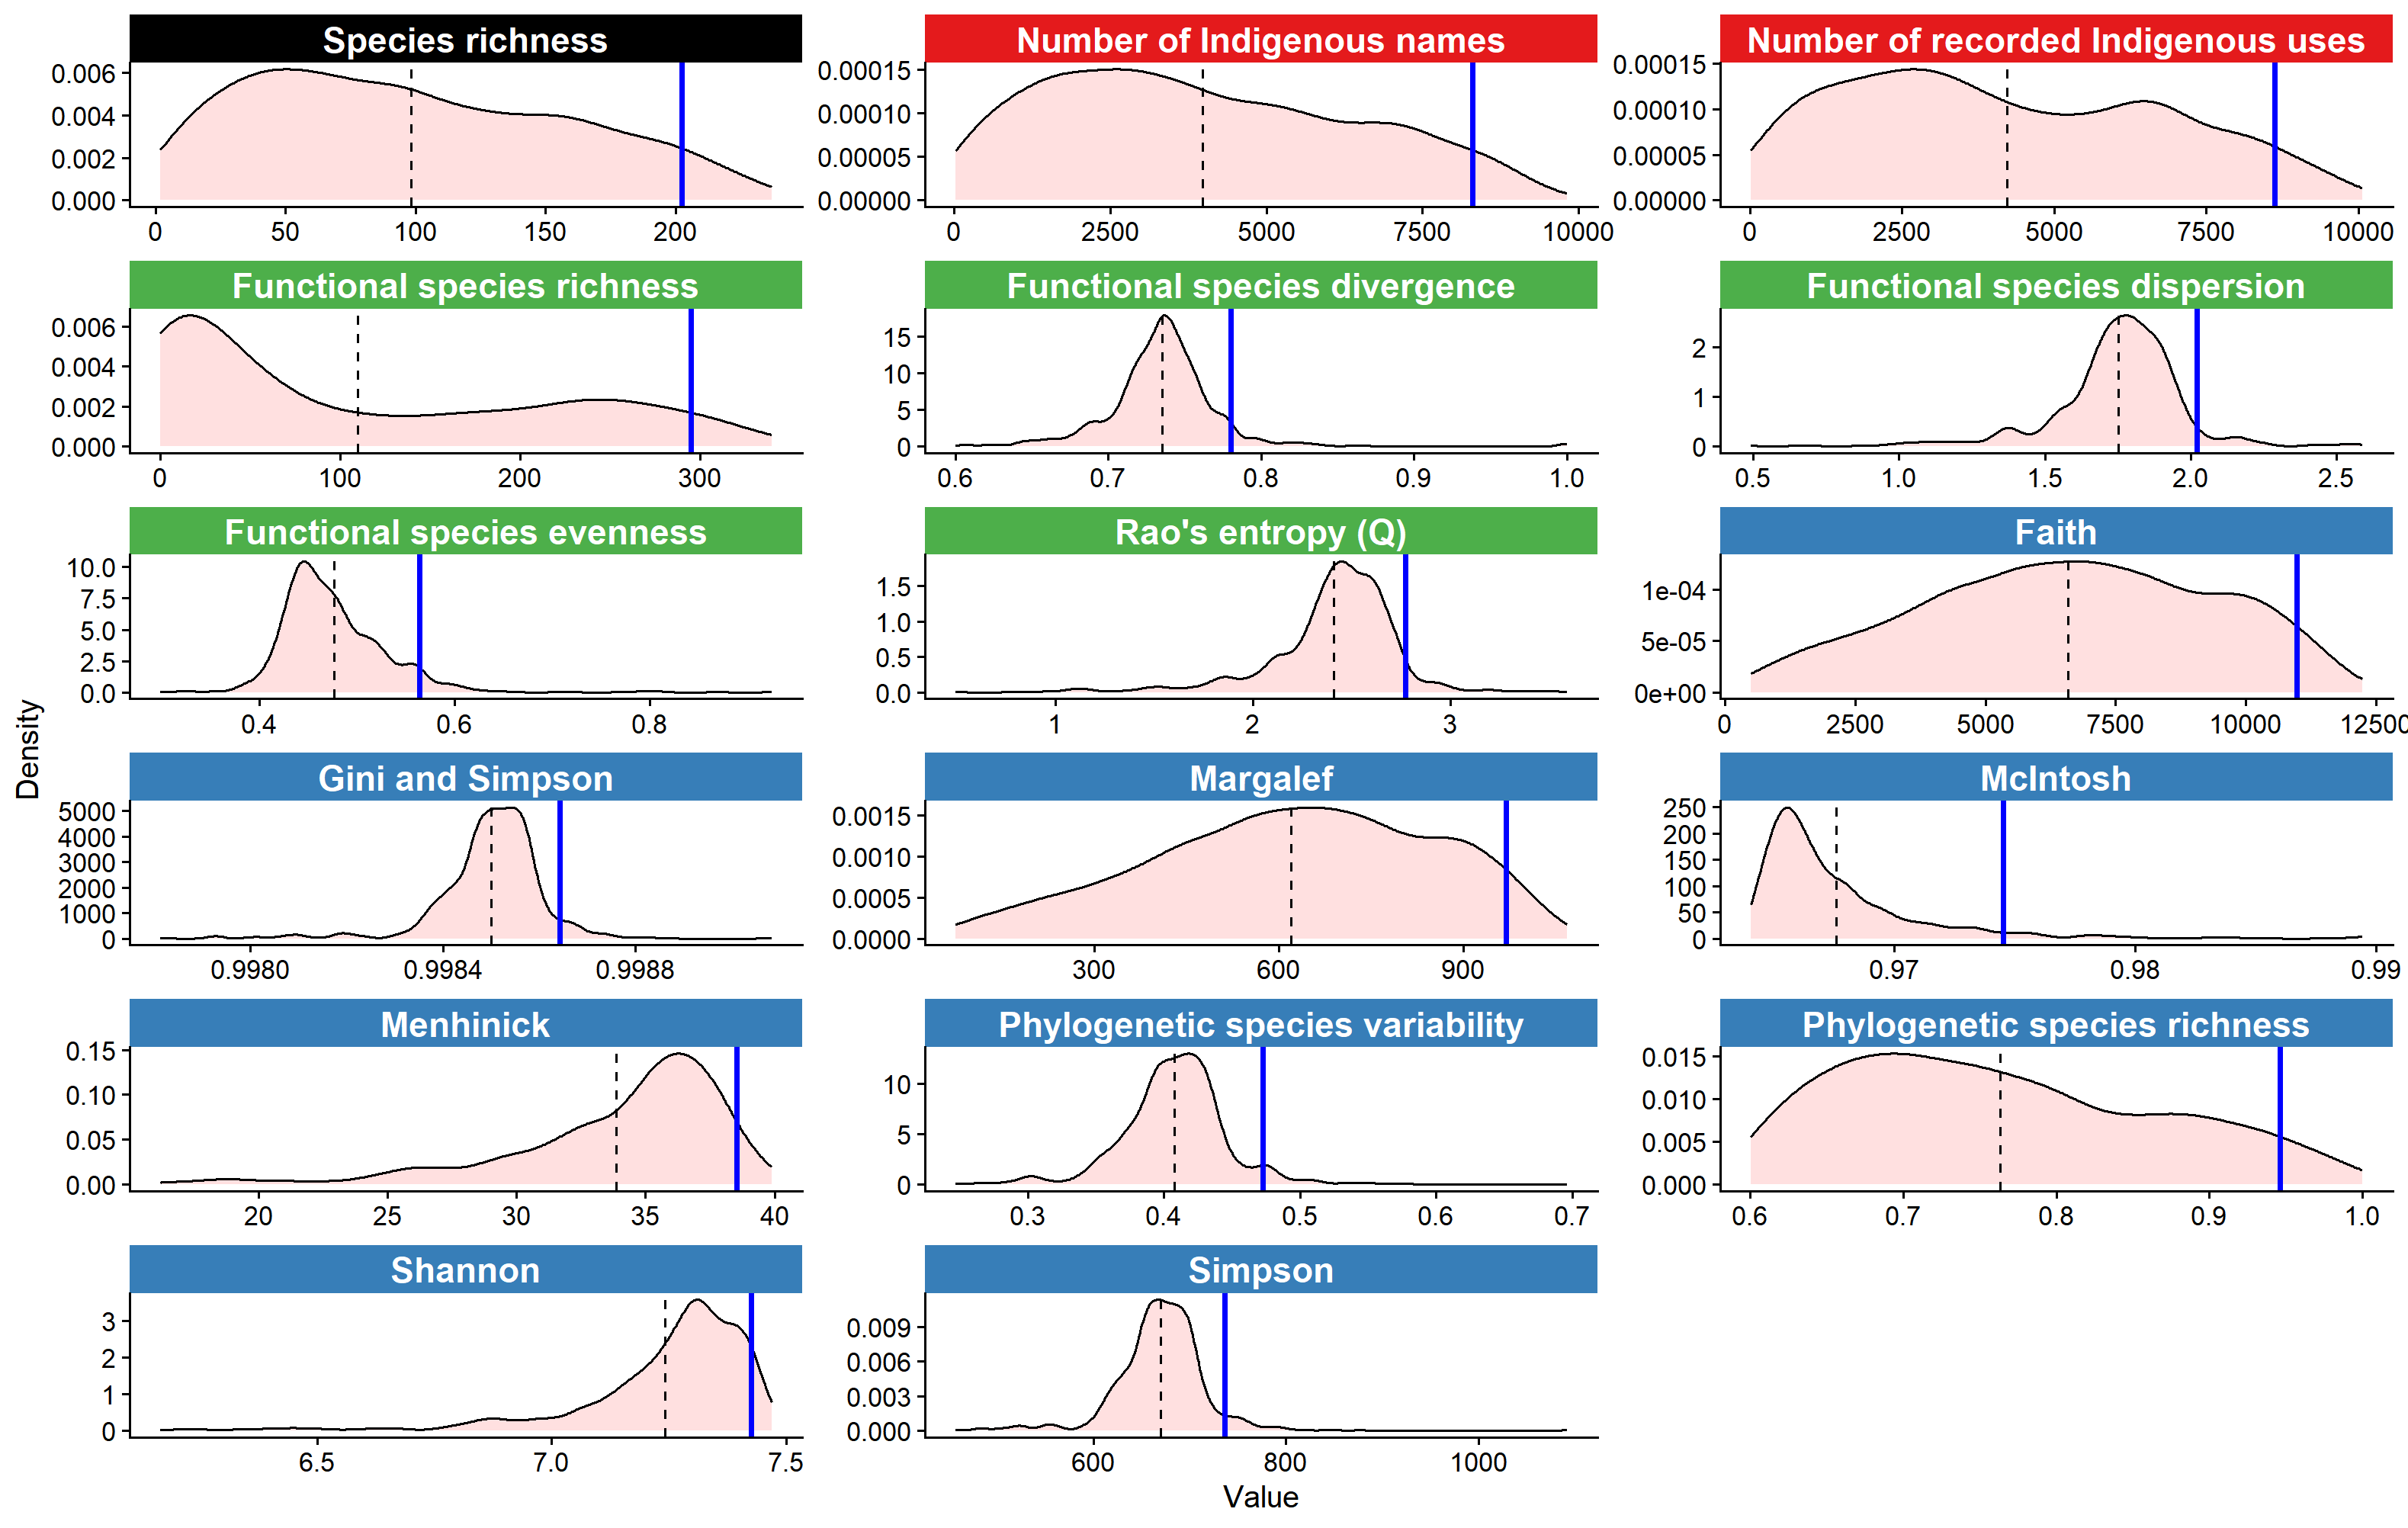 Species richness
Number of Indigenous names
Number of recorded Indigenous uses
0.006
0.004
0.002
0.000
0 50 100 150 200
0.00015
0.00010
0.00005
0.00000
0 2500 5000 7500 10000
0.00015
0.00010
0.00005
0.00000
0 2500 5000 7500 10000
Functional species richness
Functional species divergence
Functional species dispersion
0.006
0.004
0.002
0.000
0 100 200 300
15
10
5
0
0.6 0.7 0.8 0.9 1.0
2
1
0
0.5 1.0 1.5 2.0 2.5
Functional species evenness
Rao's entropy (Q)
Faith
10.0
7.5
5.0
2.5
0.0
0.4 0.6 0.8
1.5
1.0
0.5
0.0
1 2 3
1e-04
5e-05
0e+00
0 2500 5000 7500 10000 12500
Density
Gini and Simpson
Margalef
McIntosh
5000
4000
3000
2000
1000
0
0.9980 0.9984 0.9988
0.0015
0.0010
0.0005
0.0000
300 600 900
250
200
150
100
50
0
0.97 0.98 0.99
Menhinick
Phylogenetic species variability
Phylogenetic species richness
0.15
0.10
0.05
0.00
20 25 30 35 40
10
5
0
0.3 0.4 0.5 0.6 0.7
0.015
0.010
0.005
0.000
0.6 0.7 0.8 0.9 1.0
Shannon
Simpson
3
2
1
0
6.5 7.0 7.5
0.009
0.006
0.003
0.000
600 800 1000
Value